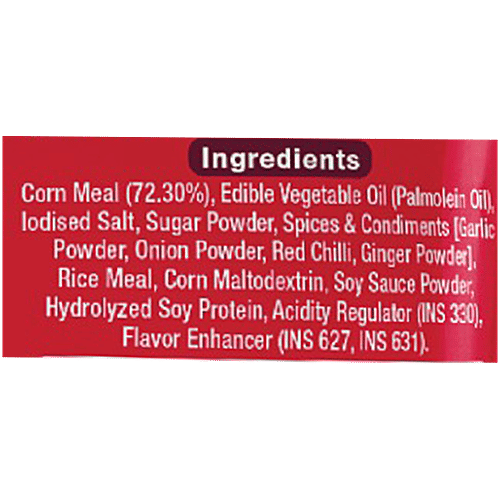 Ingredients
Corn Meal (72.30%), Edible Vegetable Oil (Palmolein Oil),
Iodised Salt, Sugar Powder, Spices & Condiments [Garlic
Powder, Onion Powder, Red Chilli, Ginger Powder],
Rice Meal, Corn Maltodextrin, Soy Sauce Powder,
Hydrolyzed Soy Protein, Acidity Regulator (INS 330),
Flavor Enhancer (INS 627, INS 631).